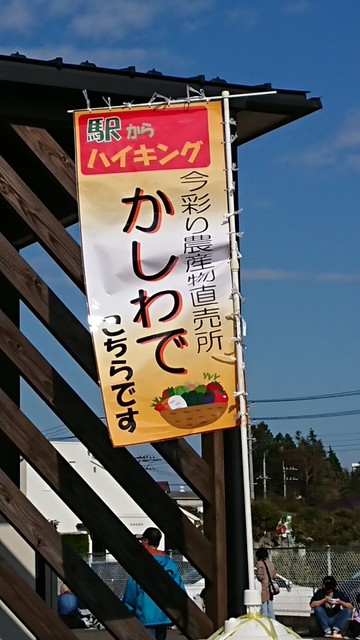 駅から
ハイキング
今彩り農産物直売所
かしわで
こちらです